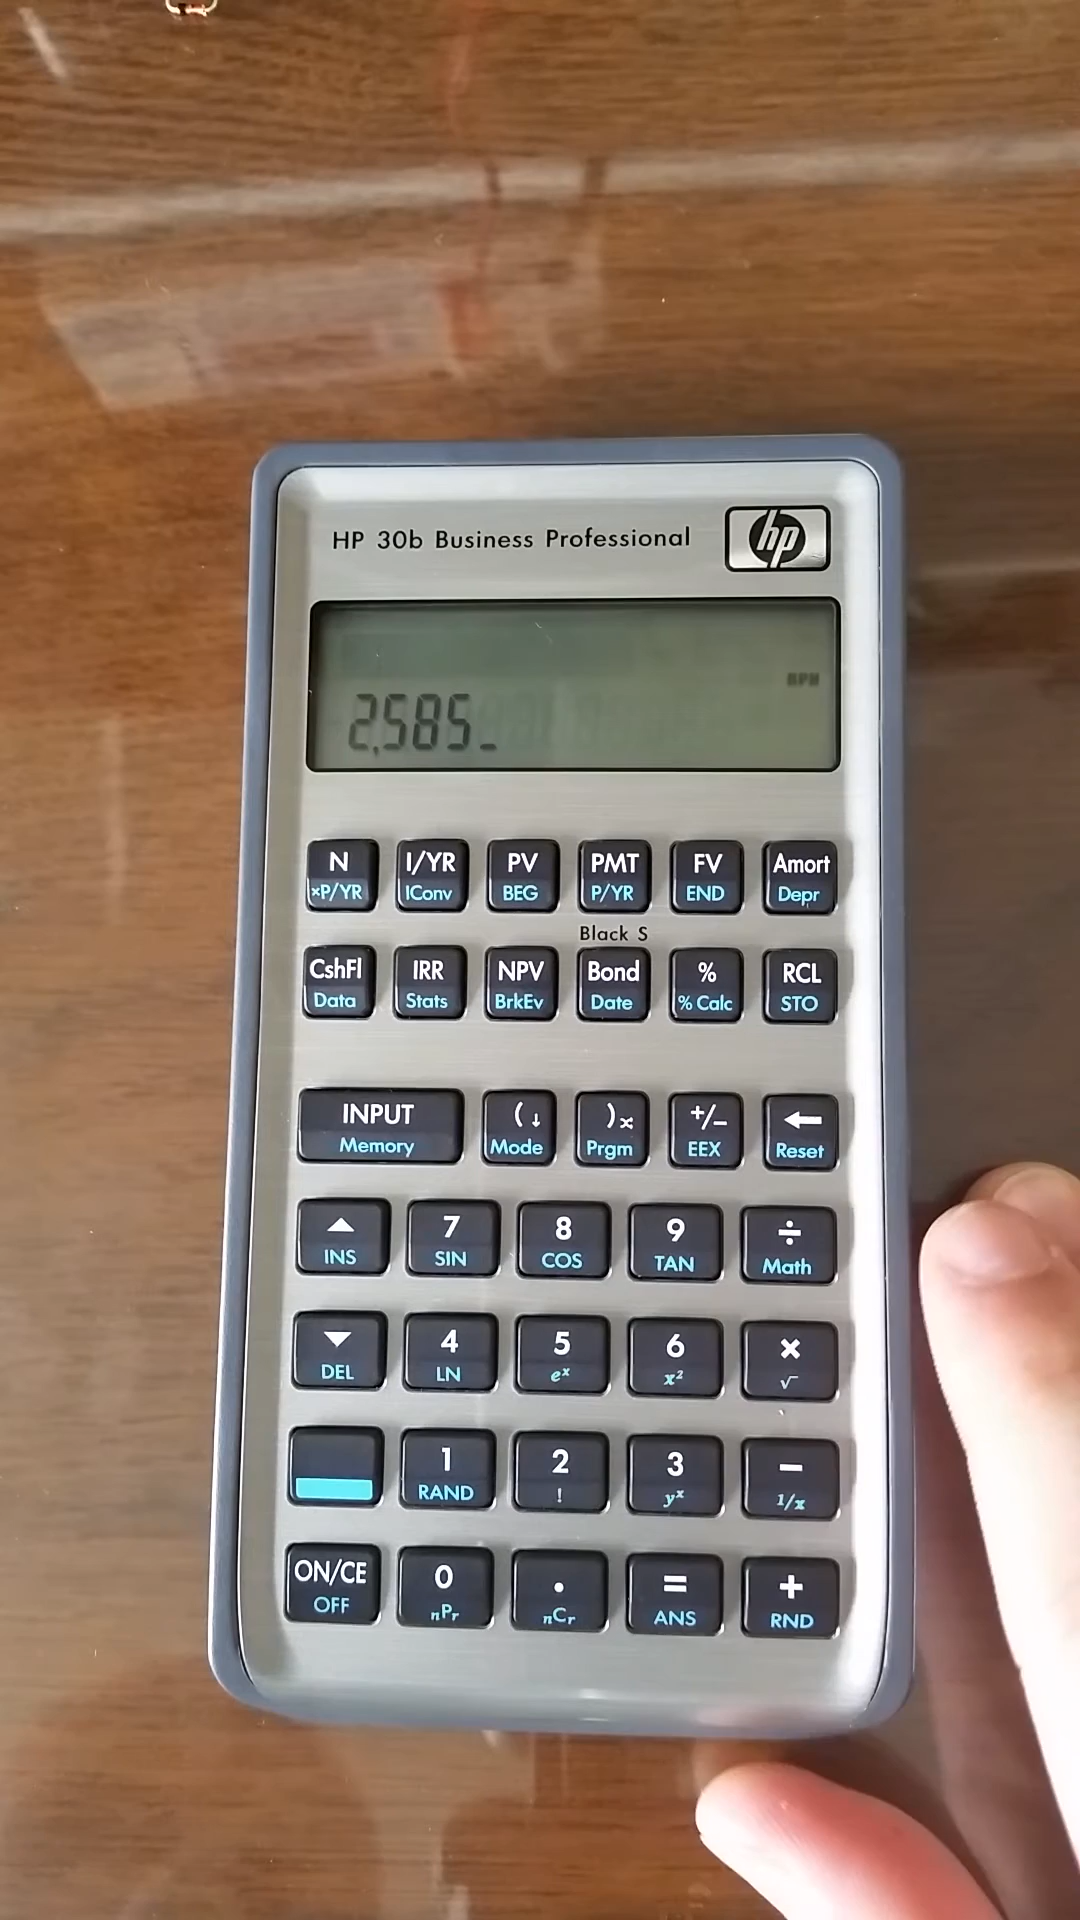 HP 30b Business Professional hp
RPN
2,585_
N I/YR PV PMT FV Amort
×P/YR IConv BEG P/YR END Depr
Black S
CshFl IRR NPV Bond % RCL
Data Stats BrkEv Date % Calc STO
INPUT (↓ )x +/− ←
Memory Mode Prgm EEX Reset
▲ 7 8 9 ÷
INS SIN COS TAN Math
▼ 4 5 6 ×
DEL LN eˣ x² √
1 2 3 −
RAND ! yˣ 1/x
ON/CE 0 . = +
OFF nPr nCr ANS RND